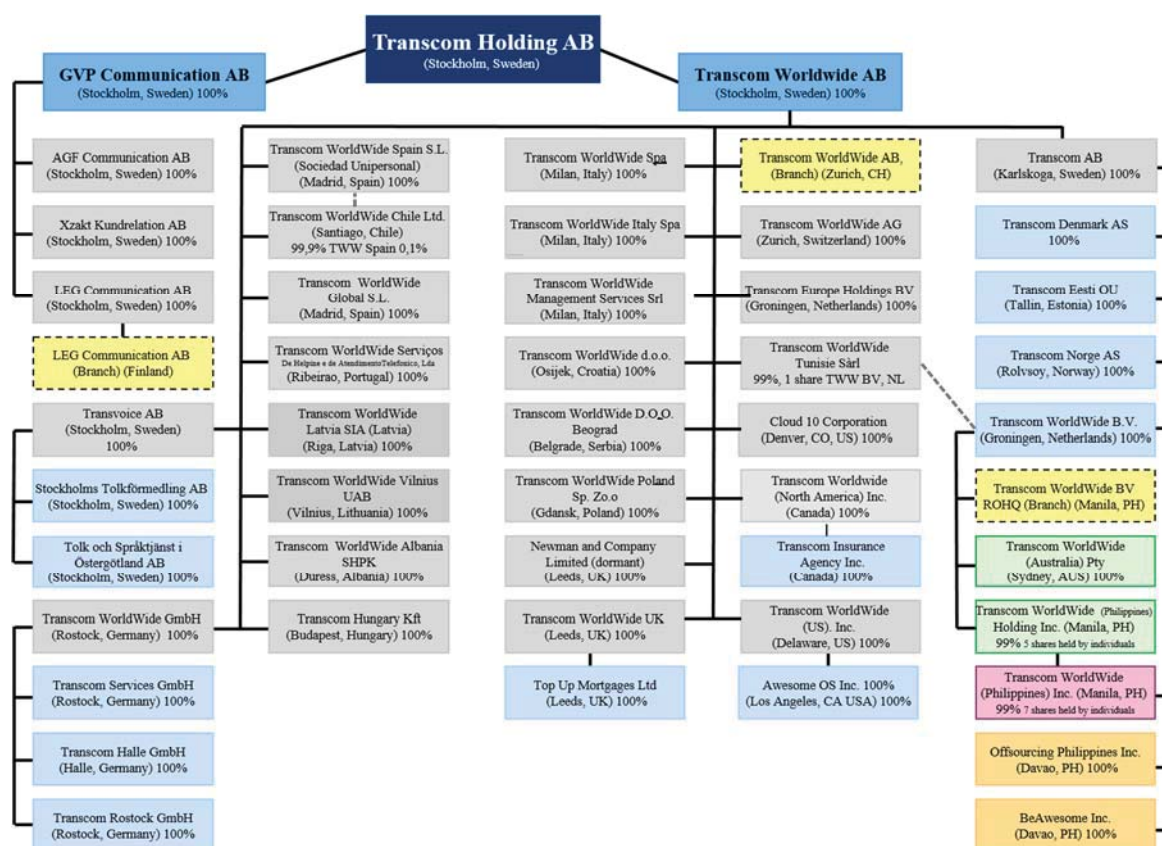 Transcom Holding AB
(Stockholm, Sweden)
GVP Communication AB
(Stockholm, Sweden) 100%
Transcom Worldwide AB
(Stockholm, Sweden) 100%
AGF Communication AB
(Stockholm, Sweden) 100%
Xzakt Kundrelation AB
(Stockholm, Sweden) 100%
LEG Communication AB
(Stockholm, Sweden) 100%
LEG Communication AB
(Branch) (Finland)
Transvoice AB
(Stockholm, Sweden)
100%
Stockholms Tolkförmedling AB
(Stockholm, Sweden) 100%
Tolk och Språktjänst i
Östergötland AB
(Stockholm, Sweden) 100%
Transcom WorldWide GmbH
(Rostock, Germany) 100%
Transcom Services GmbH
(Rostock, Germany) 100%
Transcom Halle GmbH
(Halle, Germany) 100%
Transcom Rostock GmbH
(Rostock, Germany) 100%
Transcom WorldWide Spain S.L.
(Sociedad Unipersonal)
(Madrid, Spain) 100%
Transcom WorldWide Chile Ltd.
(Santiago, Chile)
99,9% TWW Spain 0,1%
Transcom WorldWide
Global S.L.
(Madrid, Spain) 100%
Transcom WorldWide Serviços
De Helpine e de AtendimentoTelefonico, Lda
(Ribeirao, Portugal) 100%
Transcom WorldWide
Latvia SIA (Latvia)
(Riga, Latvia) 100%
Transcom WorldWide Vilnius
UAB
(Vilnius, Lithuania) 100%
Transcom WorldWide Albania
SHPK
(Duress, Albania) 100%
Transcom Hungary Kft
(Budapest, Hungary) 100%
Transcom WorldWide Spa
(Milan, Italy) 100%
Transcom WorldWide Italy Spa
(Milan, Italy) 100%
Transcom WorldWide
Management Services Srl
(Milan, Italy) 100%
Transcom WorldWide d.o.o.
(Osijek, Croatia) 100%
Transcom WorldWide D.O.O.
Beograd
(Belgrade, Serbia) 100%
Transcom WorldWide Poland
Sp. Zo.o
(Gdansk, Poland) 100%
Newman and Company
Limited (dormant)
(Leeds, UK) 100%
Transcom WorldWide UK
(Leeds, UK) 100%
Top Up Mortgages Ltd
(Leeds, UK) 100%
Transcom WorldWide AB,
(Branch) (Zurich, CH)
Transcom WorldWide AG
(Zurich, Switzerland) 100%
Transcom Europe Holdings BV
(Groningen, Netherlands) 100%
Transcom WorldWide
Tunisie Sàrl
99%, 1 share TWW BV, NL
Cloud 10 Corporation
(Denver, CO, US) 100%
Transcom Worldwide
(North America) Inc.
(Canada) 100%
Transcom Insurance
Agency Inc.
(Canada) 100%
Transcom WorldWide
(US). Inc.
(Delaware, US) 100%
Awesome OS Inc. 100%
(Los Angeles, CA USA) 100%
Transcom AB
(Karlskoga, Sweden) 100%
Transcom Denmark AS
100%
Transcom Eesti OU
(Tallin, Estonia) 100%
Transcom Norge AS
(Rolvsoy, Norway) 100%
Transcom WorldWide B.V.
(Groningen, Netherlands) 100%
Transcom WorldWide BV
ROHQ (Branch) (Manila, PH)
Transcom WorldWide
(Australia) Pty
(Sydney, AUS) 100%
Transcom WorldWide (Philippines)
Holding Inc. (Manila, PH)
99% 5 shares held by individuals
Transcom WorldWide
(Philippines) Inc. (Manila, PH)
99% 7 shares held by individuals
Offsourcing Philippines Inc.
(Davao, PH) 100%
BeAwesome Inc.
(Davao, PH) 100%